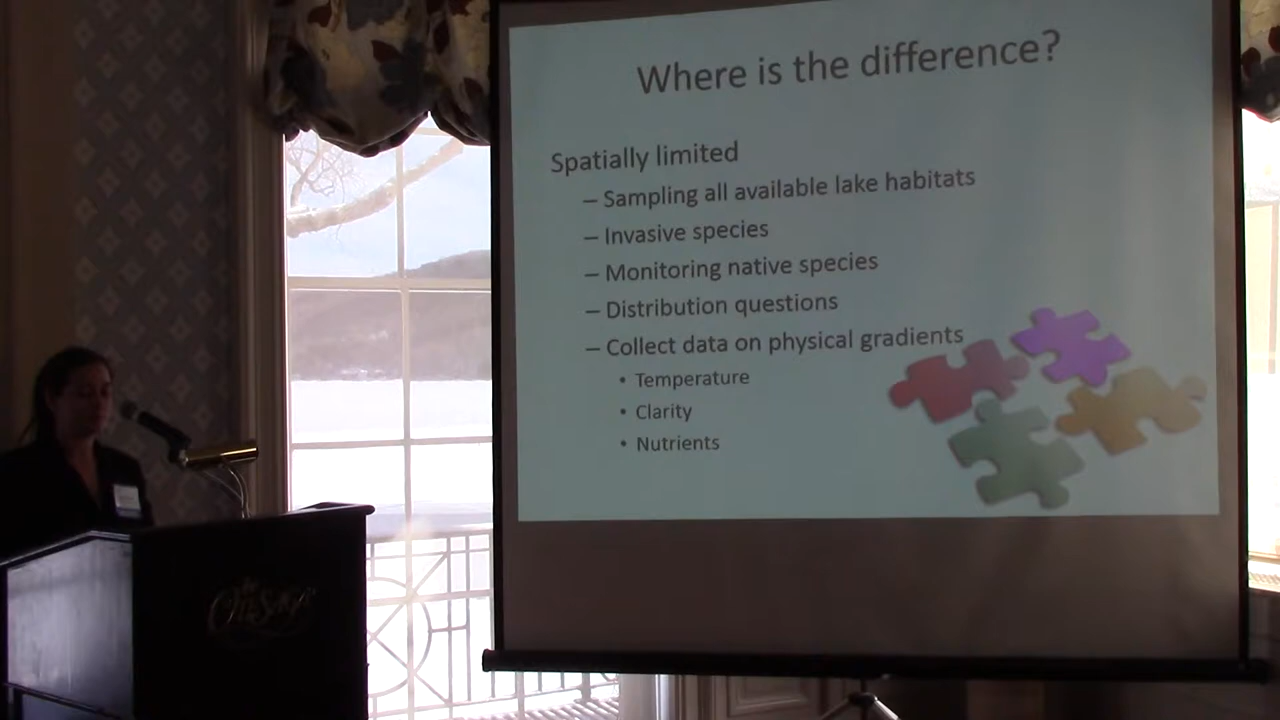 Where is the difference?
Spatially limited
– Sampling all available lake habitats
– Invasive species
– Monitoring native species
– Distribution questions
– Collect data on physical gradients
• Temperature
• Clarity
• Nutrients